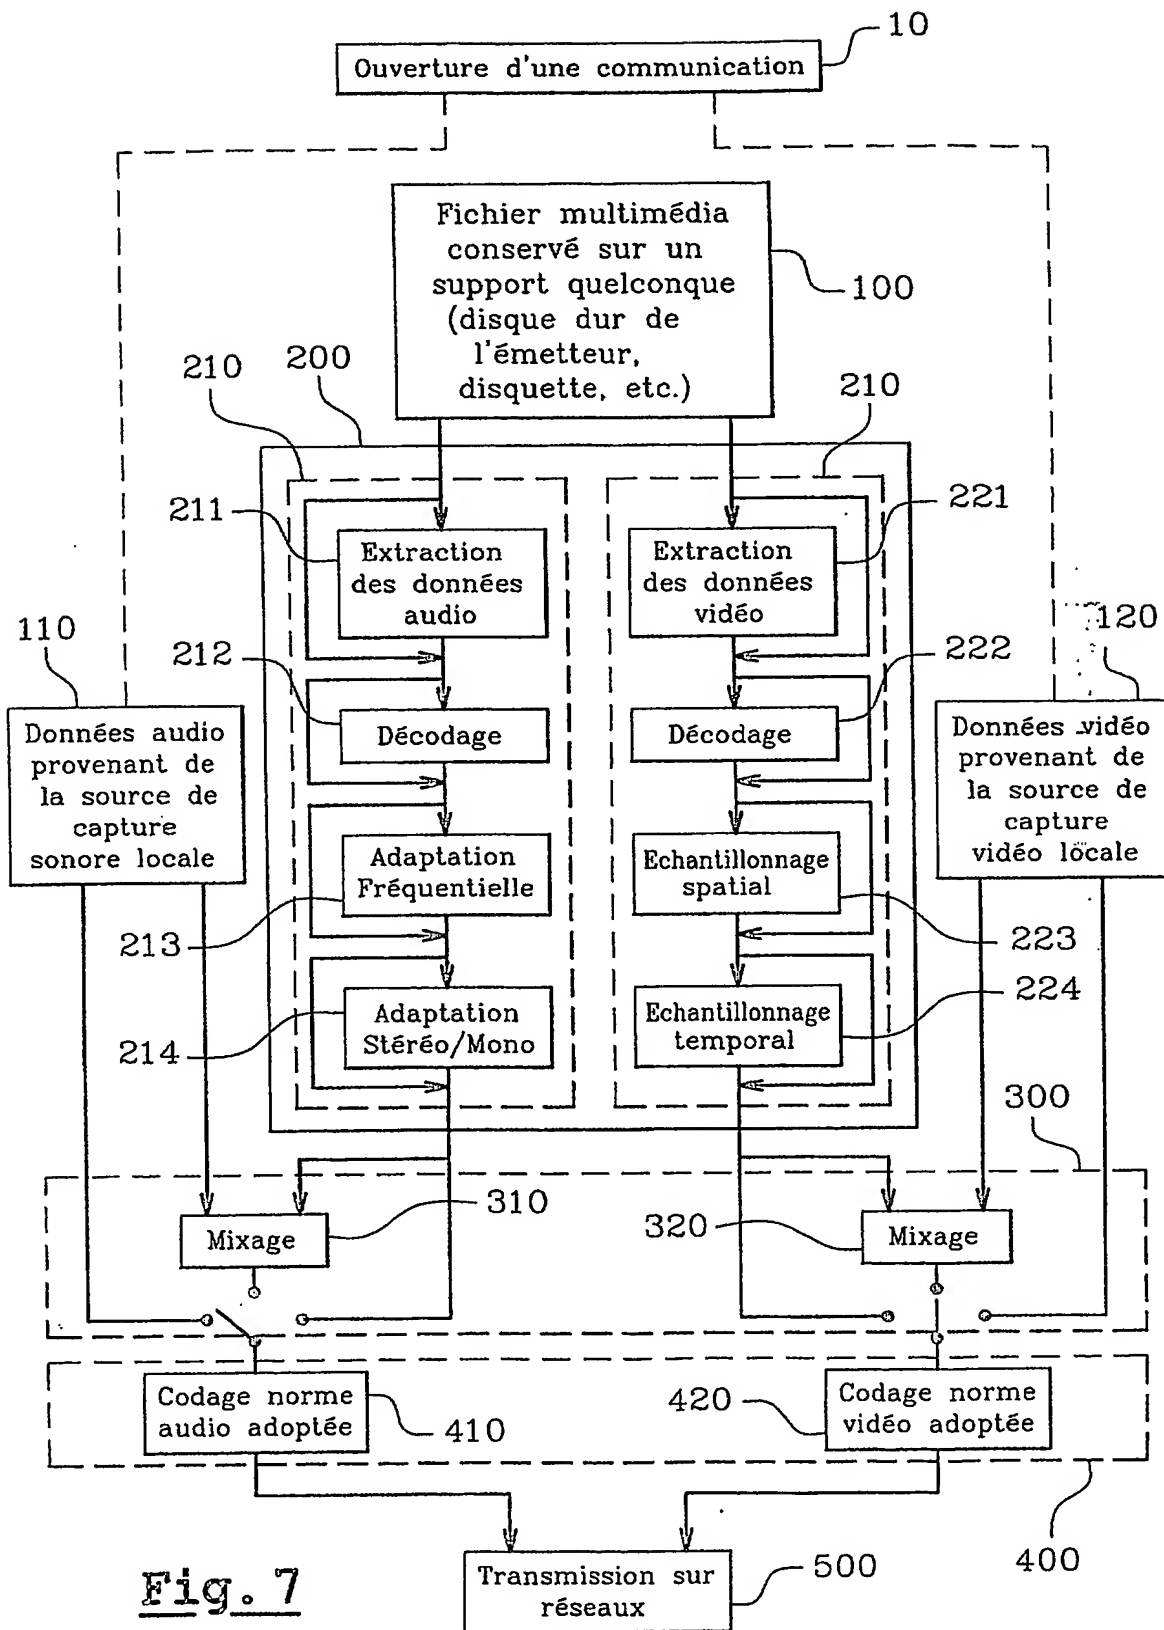 10
Ouverture d'une communication
Fichier multimédia
conservé sur un
support quelconque
(disque dur de
l'émetteur,
disquette, etc.)
100
210
200
210
211
Extraction
des données
audio
Extraction
des données
vidéo
221
110
212
222
120
Données audio
provenant de
la source de
capture
sonore locale
Décodage
Décodage
Données vidéo
provenant de
la source de
capture
vidéo locale
Adaptation
Fréquentielle
Echantillonnage
spatial
213
223
Adaptation
Stéréo/Mono
Echantillonnage
temporal
224
214
300
310
Mixage
320
Mixage
Codage norme
audio adoptée
410
420
Codage norme
vidéo adoptée
400
Transmission sur
réseaux
500
Fig. 7